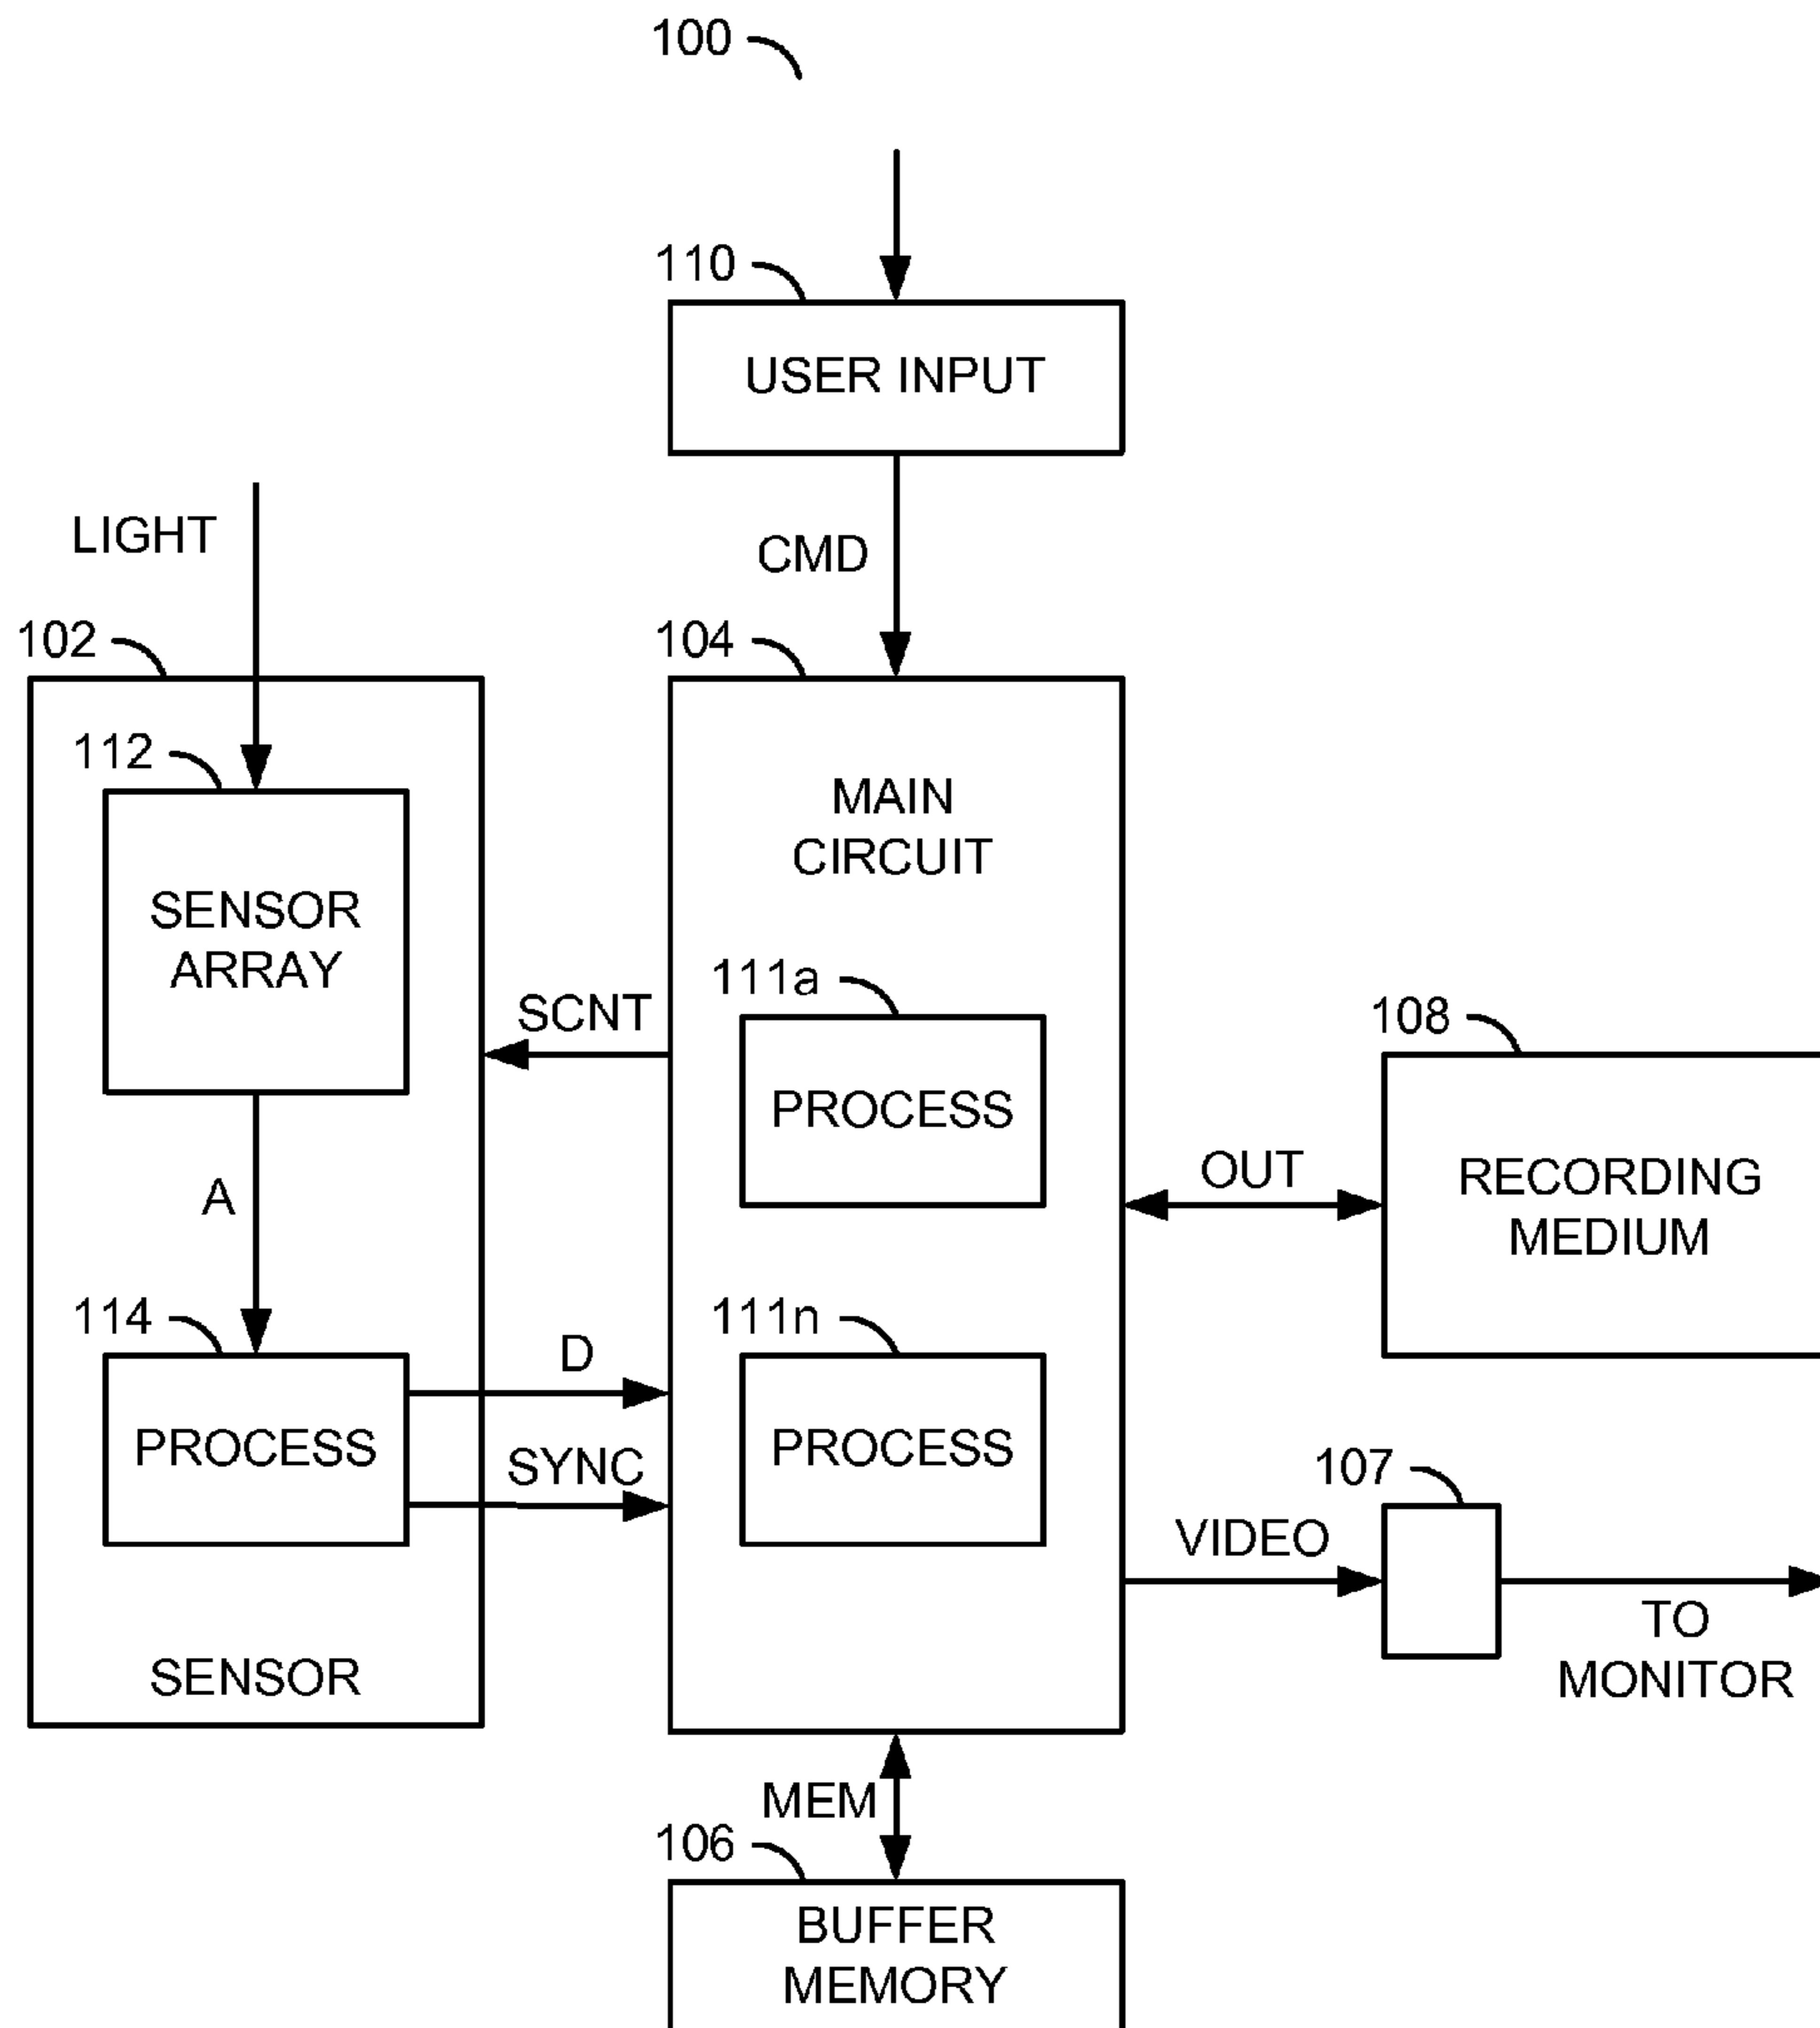 100
110
USER INPUT
LIGHT
CMD
102
104
112
MAIN
CIRCUIT
SENSOR
ARRAY
111a
SCNT
108
PROCESS
OUT
RECORDING
MEDIUM
A
114
111n
D
PROCESS
PROCESS
SYNC
107
VIDEO
TO
MONITOR
SENSOR
MEM
106
BUFFER
MEMORY